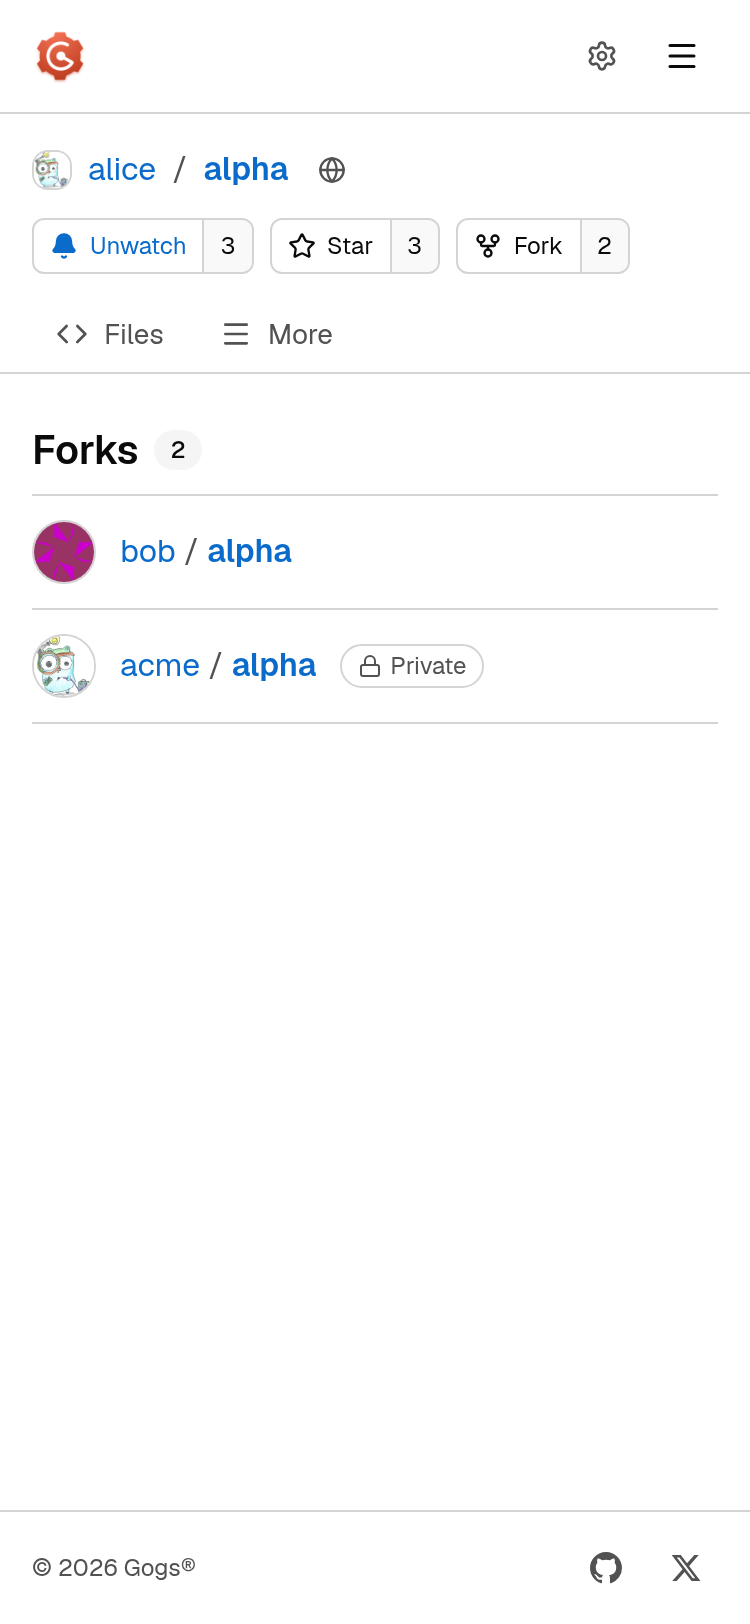 alice / alpha
Unwatch 3 Star 3 Fork 2
Files More
Forks 2
bob / alpha
acme / alpha Private
© 2026 Gogs®